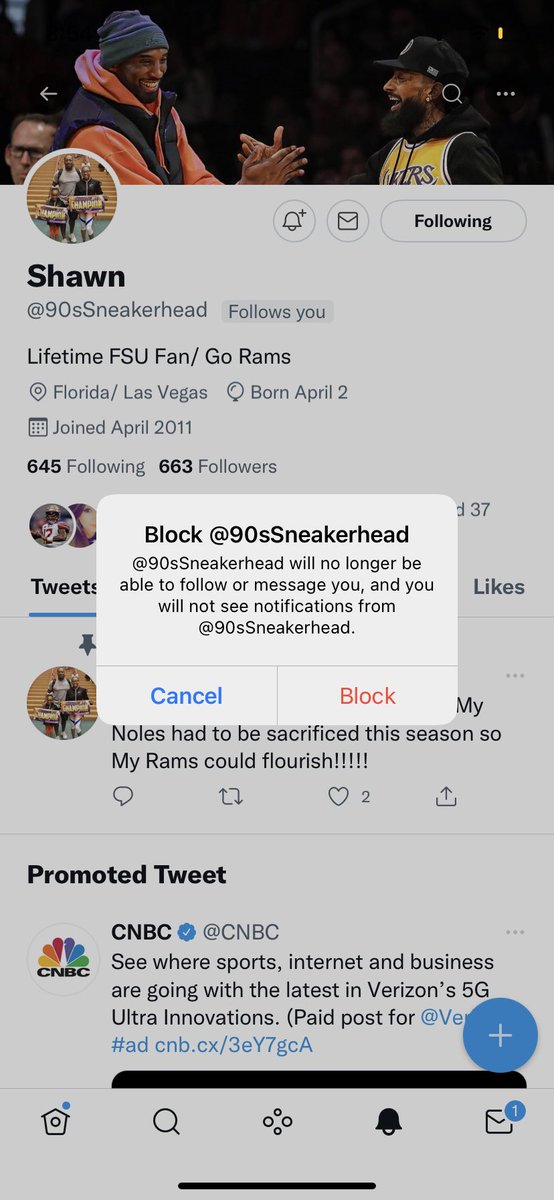 KTRS
Following
Shawn
@90sSneakerhead Follows you
Lifetime FSU Fan/ Go Rams
Florida/ Las Vegas Born April 2
Joined April 2011
645 Following 663 Followers
d 37
Block @90sSneakerhead
@90sSneakerhead will no longer be
able to follow or message you, and you
will not see notifications from
@90sSneakerhead.
Cancel Block
Tweets Likes
My
Noles had to be sacrificed this season so
My Rams could flourish!!!!!
2
Promoted Tweet
CNBC @CNBC
CNBC
See where sports, internet and business
are going with the latest in Verizon's 5G
Ultra Innovations. (Paid post for @Ver
#ad cnb.cx/3eY7gcA
1